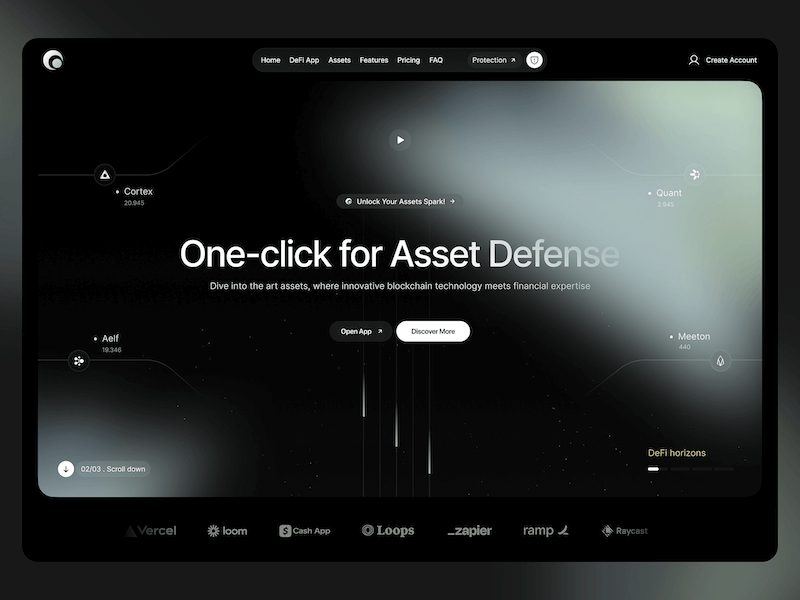 Home DeFi App Assets Features Pricing FAQ Protection Create Account
Cortex
20.945
Quant
2.945
Unlock Your Assets Spark!
One-click for Asset Defense
Dive into the art assets, where innovative blockchain technology meets financial expertise
Open App Discover More
Aelf
19.346
Meeton
440
DeFi horizons
02/03 . Scroll down
Vercel loom Cash App Loops _zapier ramp Raycast